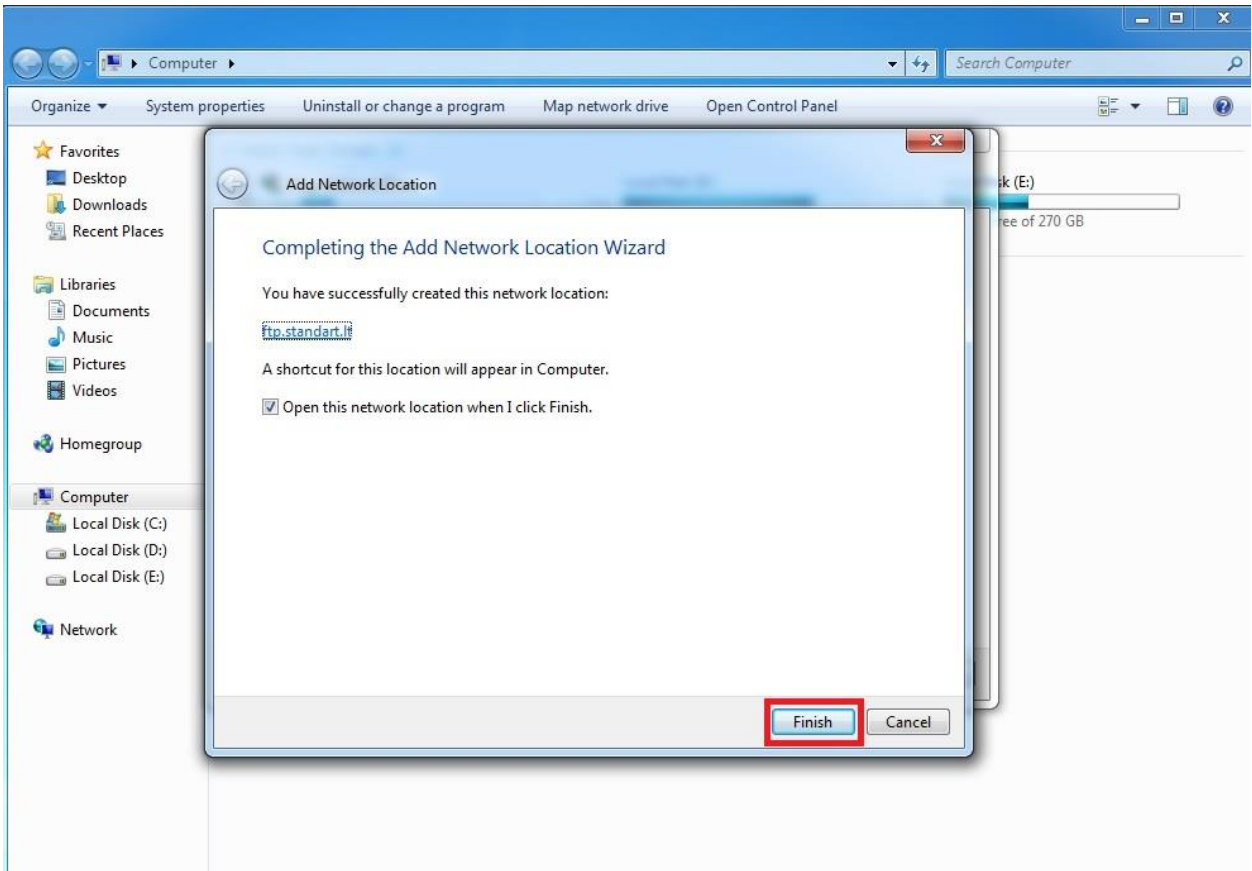 Computer
Search Computer
Organize
System properties
Uninstall or change a program
Map network drive
Open Control Panel
Favorites
Desktop
Downloads
Recent Places
Libraries
Documents
Music
Pictures
Videos
Homegroup
Computer
Local Disk (C:)
Local Disk (D:)
Local Disk (E:)
Network
Add Network Location
Completing the Add Network Location Wizard
You have successfully created this network location:
ftp.standart.lt
A shortcut for this location will appear in Computer.
Open this network location when I click Finish.
Finish
Cancel
(E:)
of 270 GB